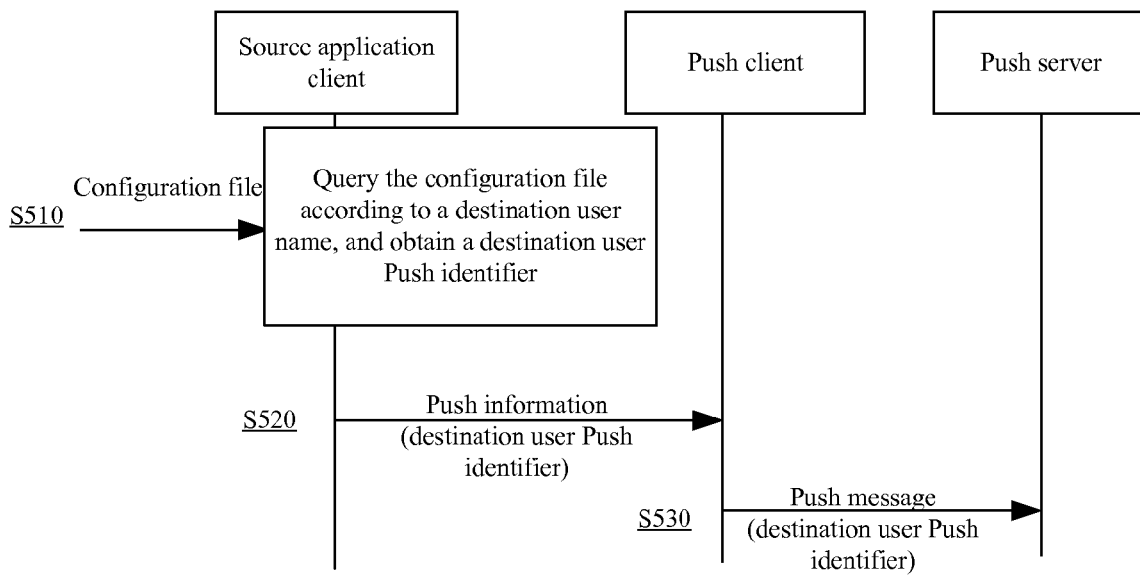 Source application
client
Push client
Push server
Configuration file
S510
Query the configuration file
according to a destination user
name, and obtain a destination user
Push identifier
S520
Push information
(destination user Push
identifier)
S530
Push message
(destination user Push
identifier)